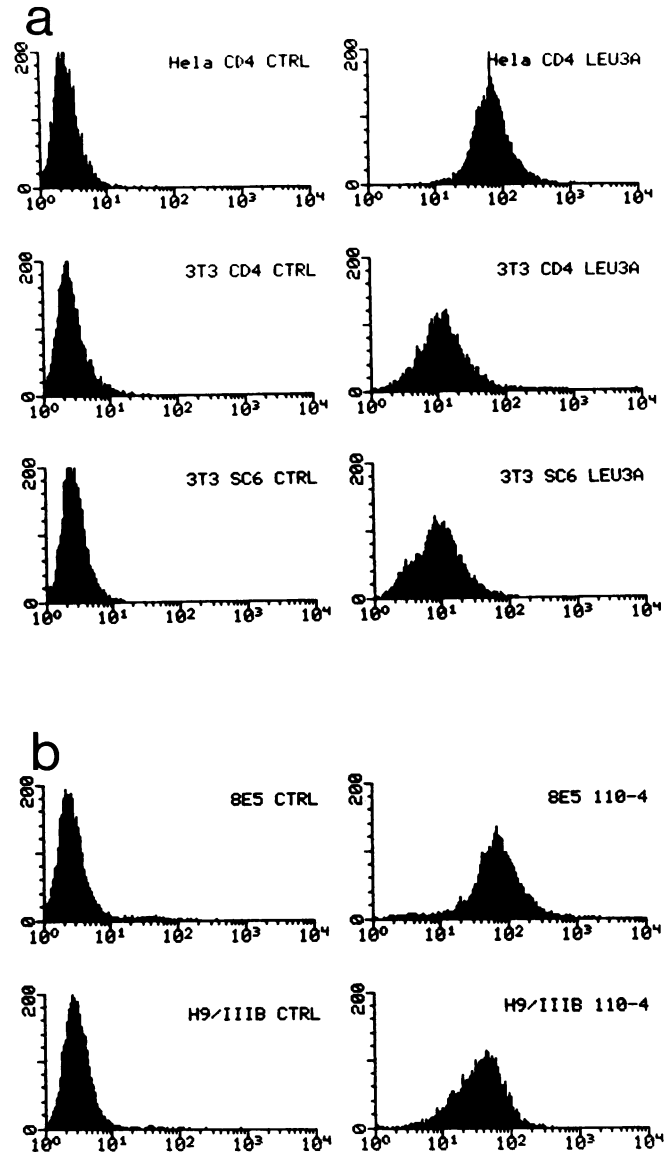 a
200
Hela CD4 CTRL
0
10⁰ 10¹ 10² 10³ 10⁴
200
Hela CD4 LEU3A
0
10⁰ 10¹ 10² 10³ 10⁴
200
3T3 CD4 CTRL
0
10⁰ 10¹ 10² 10³ 10⁴
200
3T3 CD4 LEU3A
0
10⁰ 10¹ 10² 10³ 10⁴
200
3T3 SC6 CTRL
0
10⁰ 10¹ 10² 10³ 10⁴
200
3T3 SC6 LEU3A
0
10⁰ 10¹ 10² 10³ 10⁴
b
200
8E5 CTRL
0
10⁰ 10¹ 10² 10³ 10⁴
200
8E5 110-4
0
10⁰ 10¹ 10² 10³ 10⁴
200
H9/IIIB CTRL
0
10⁰ 10¹ 10² 10³ 10⁴
200
H9/IIIB 110-4
0
10⁰ 10¹ 10² 10³ 10⁴